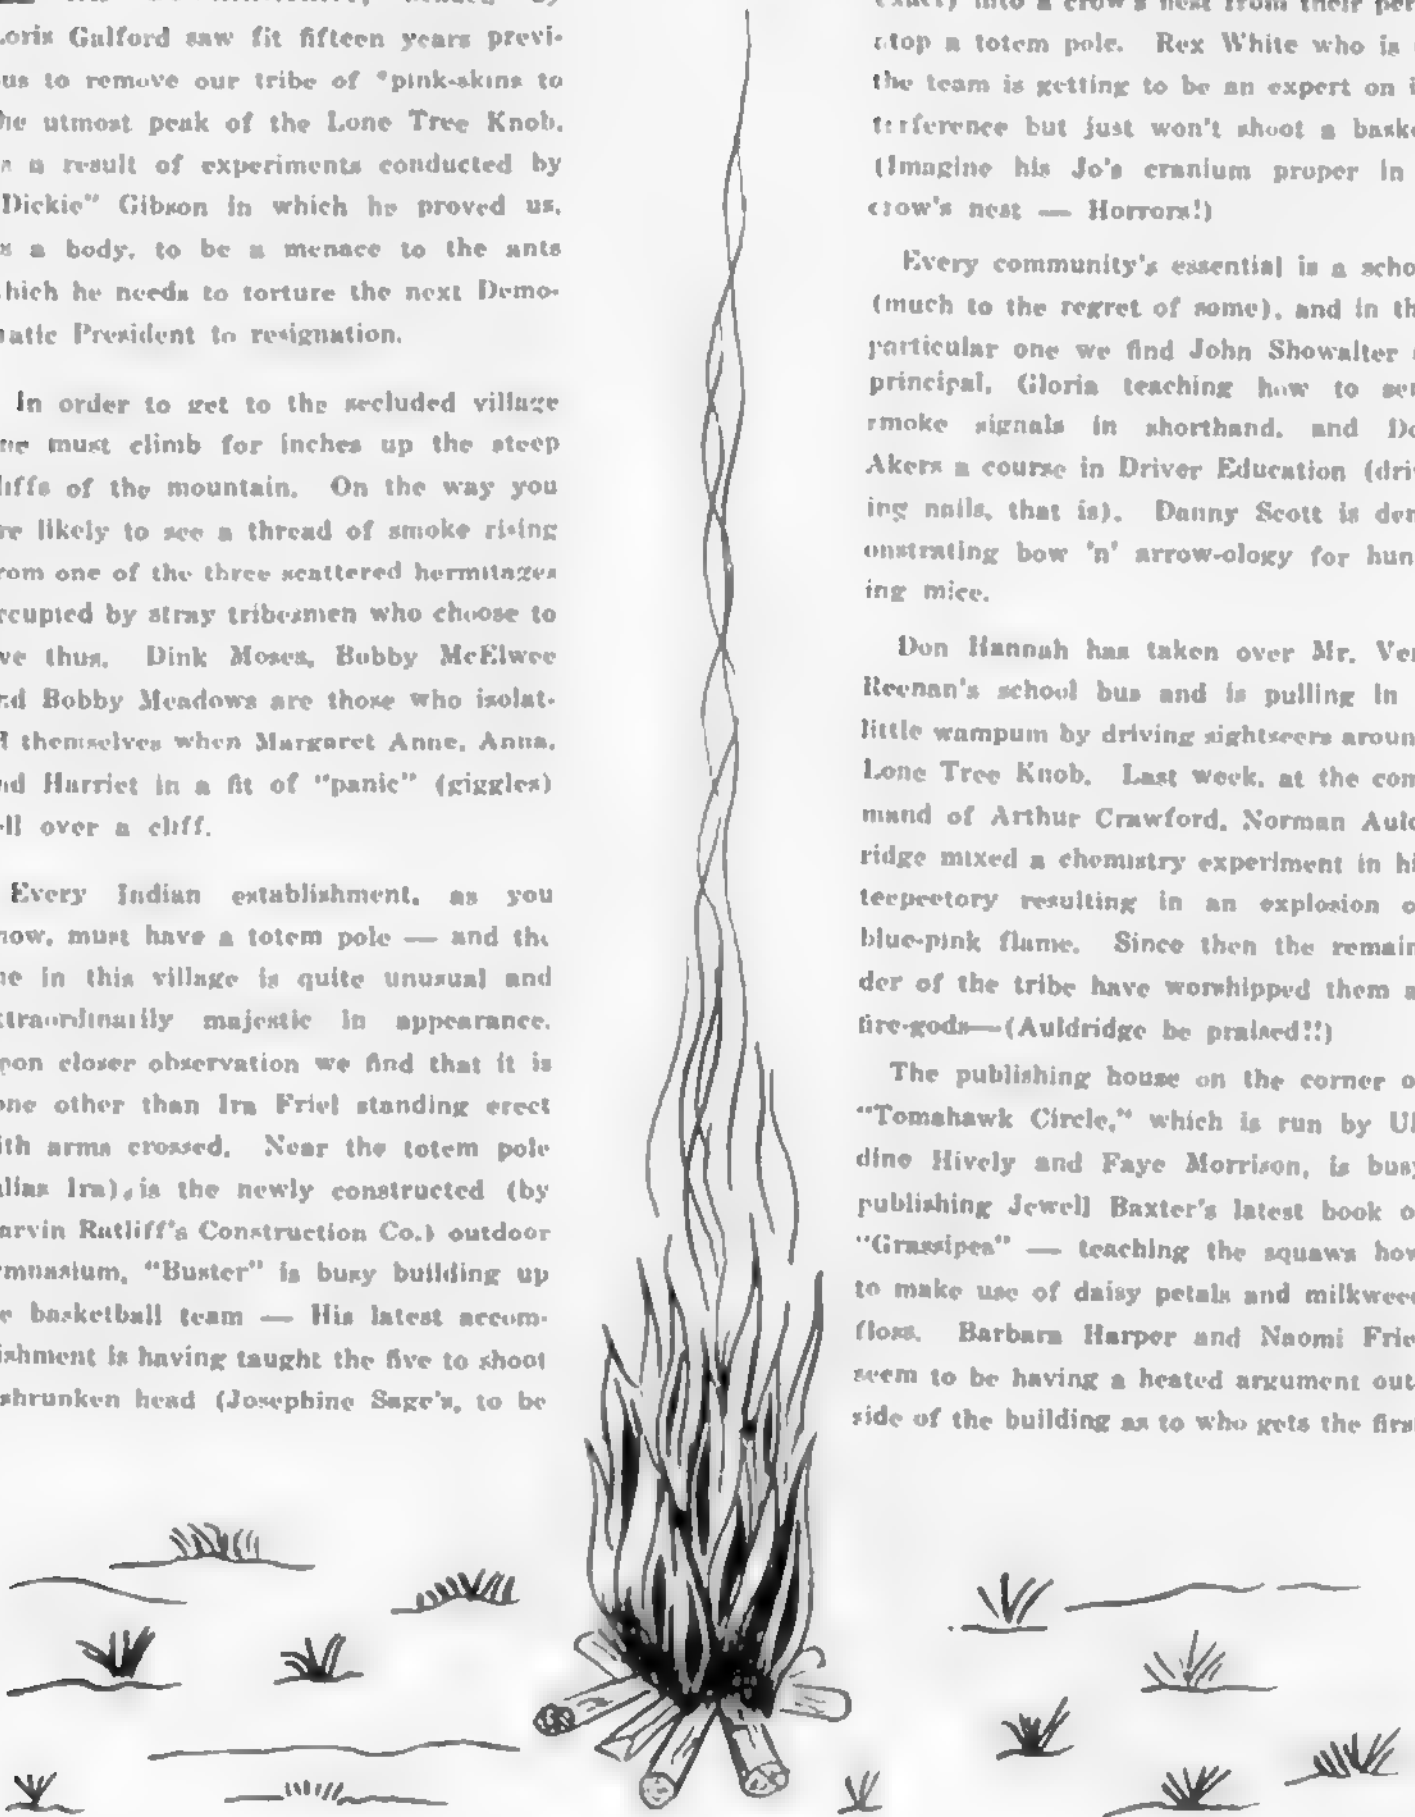 oris Galford saw fit fifteen years previ-
us to remove our tribe of "pink-skins to
he utmost peak of the Lone Tree Knob,
a result of experiments conducted by
Dickie" Gibson in which he proved us,
s a body, to be a menace to the ants
hich he needs to torture the next Demo-
ratic President to resignation.
In order to get to the secluded village
ne must climb for inches up the steep
liffs of the mountain. On the way you
re likely to see a thread of smoke rising
rom one of the three scattered hermitages
ccupied by stray tribesmen who choose to
ve thus. Dink Moses, Bobby McElwee
nd Bobby Meadows are those who isolat-
themselves when Margaret Anne, Anna,
nd Harriet in a fit of "panic" (giggles)
ell over a cliff.
Every Indian establishment, as you
now, must have a totem pole — and the
ne in this village is quite unusual and
xtraordinarily majestic in appearance.
pon closer observation we find that it is
one other than Ira Friel standing erect
ith arms crossed. Near the totem pole
alias Ira), is the newly constructed (by
arvin Ratliff's Construction Co.) outdoor
ymnasium, "Buster" is busy building up
e basketball team — His latest accom-
ishment is having taught the five to shoot
shrunken head (Josephine Sage's, to be
exact) into a crow's nest from their per
atop a totem pole. Rex White who is
the team is getting to be an expert on i
terference but just won't shoot a baske
(Imagine his Jo's cranium proper in
crow's nest — Horrors!)
Every community's essential is a scho
(much to the regret of some), and in th
particular one we find John Showalter
principal, Gloria teaching how to sen
smoke signals in shorthand, and Do
Akers a course in Driver Education (driv
ing nails, that is). Danny Scott is dem
onstrating bow 'n' arrow-ology for hun
ing mice.
Don Hannah has taken over Mr. Ver
Reenan's school bus and is pulling in
little wampum by driving sightseers aroun
Lone Tree Knob. Last week, at the com
mand of Arthur Crawford, Norman Auld
ridge mixed a chemistry experiment in hi
teepeetory resulting in an explosion o
blue-pink flame. Since then the remain
der of the tribe have worshipped them a
fire-gods—(Auldridge be praised!!)
The publishing house on the corner o
"Tomahawk Circle," which is run by Ul
dine Hively and Faye Morrison, is busy
publishing Jewell Baxter's latest book o
"Grassipes" — teaching the squaws how
to make use of daisy petals and milkweed
floss. Barbara Harper and Naomi Frie
seem to be having a heated argument out
side of the building as to who gets the firs